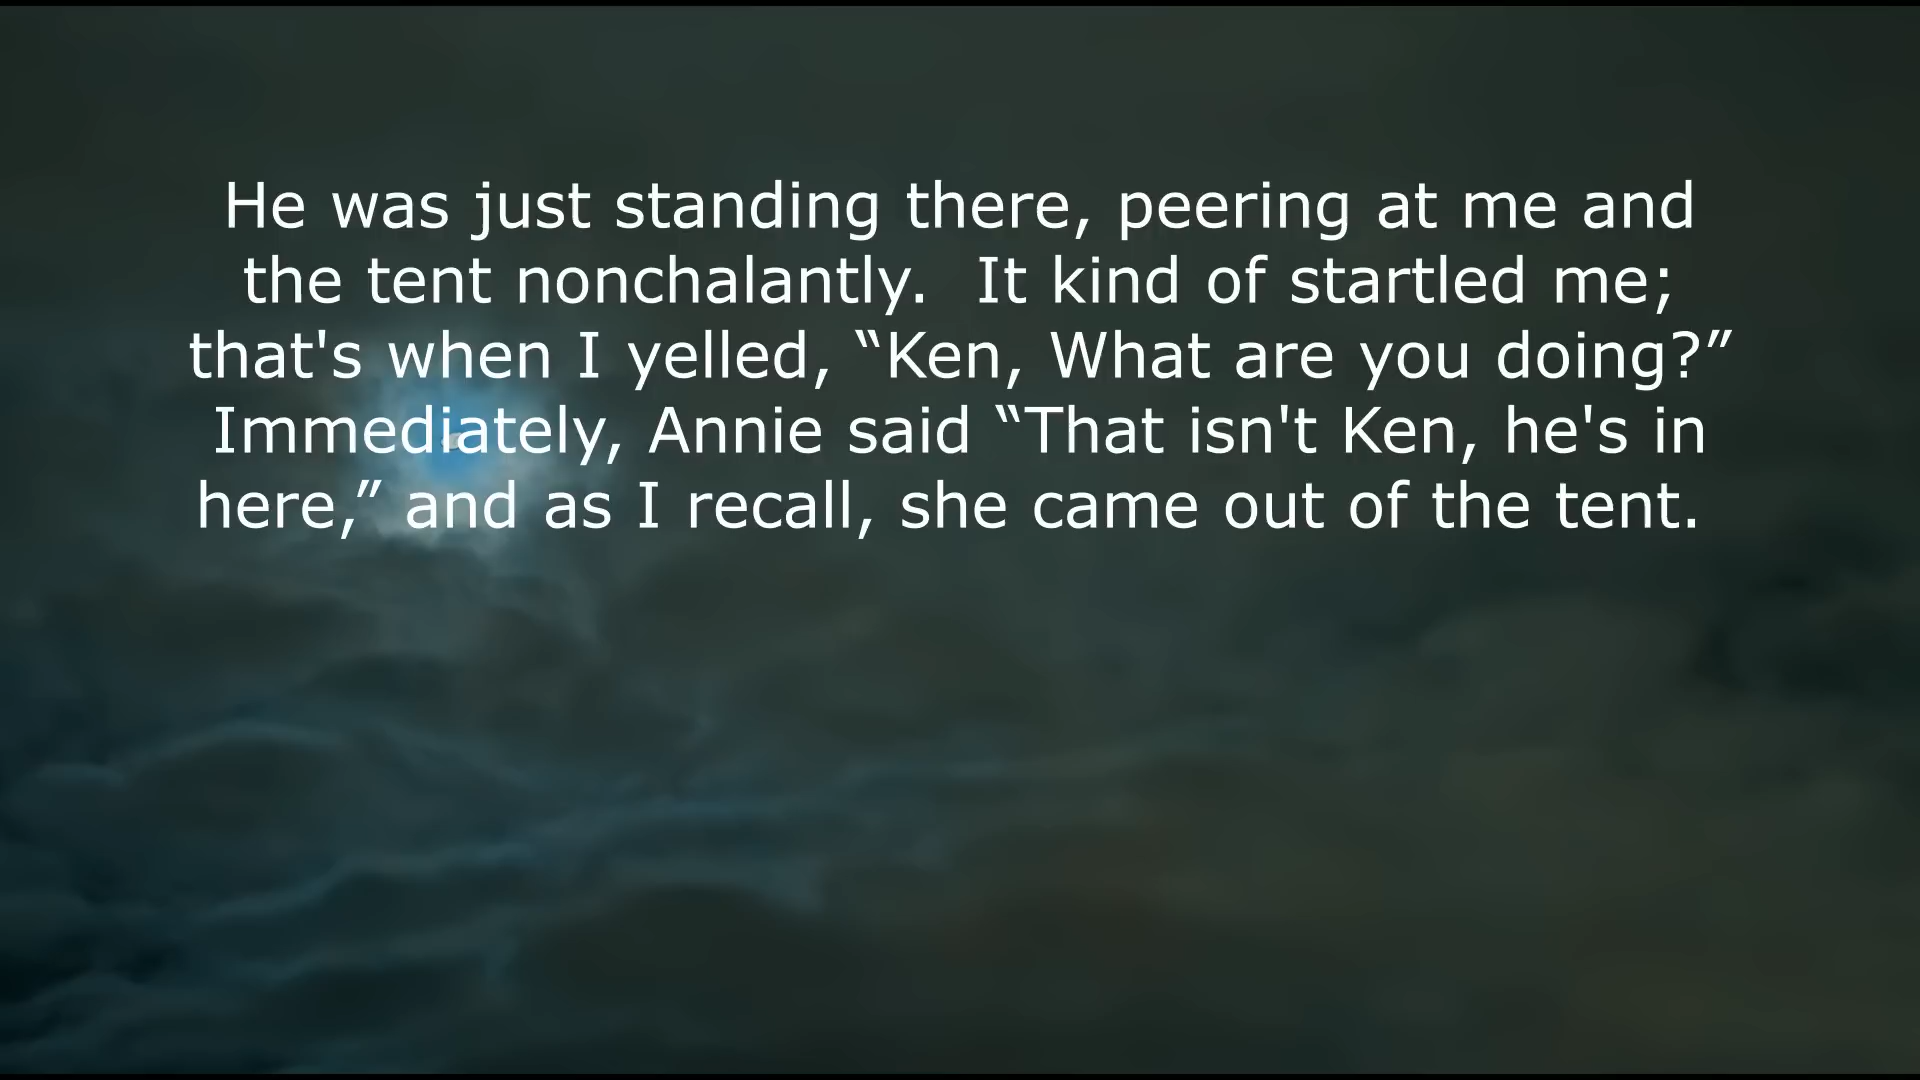 He was just standing there, peering at me and
the tent nonchalantly.  It kind of startled me;
that's when I yelled, “Ken, What are you doing?”
Immediately, Annie said “That isn't Ken, he's in
here,” and as I recall, she came out of the tent.